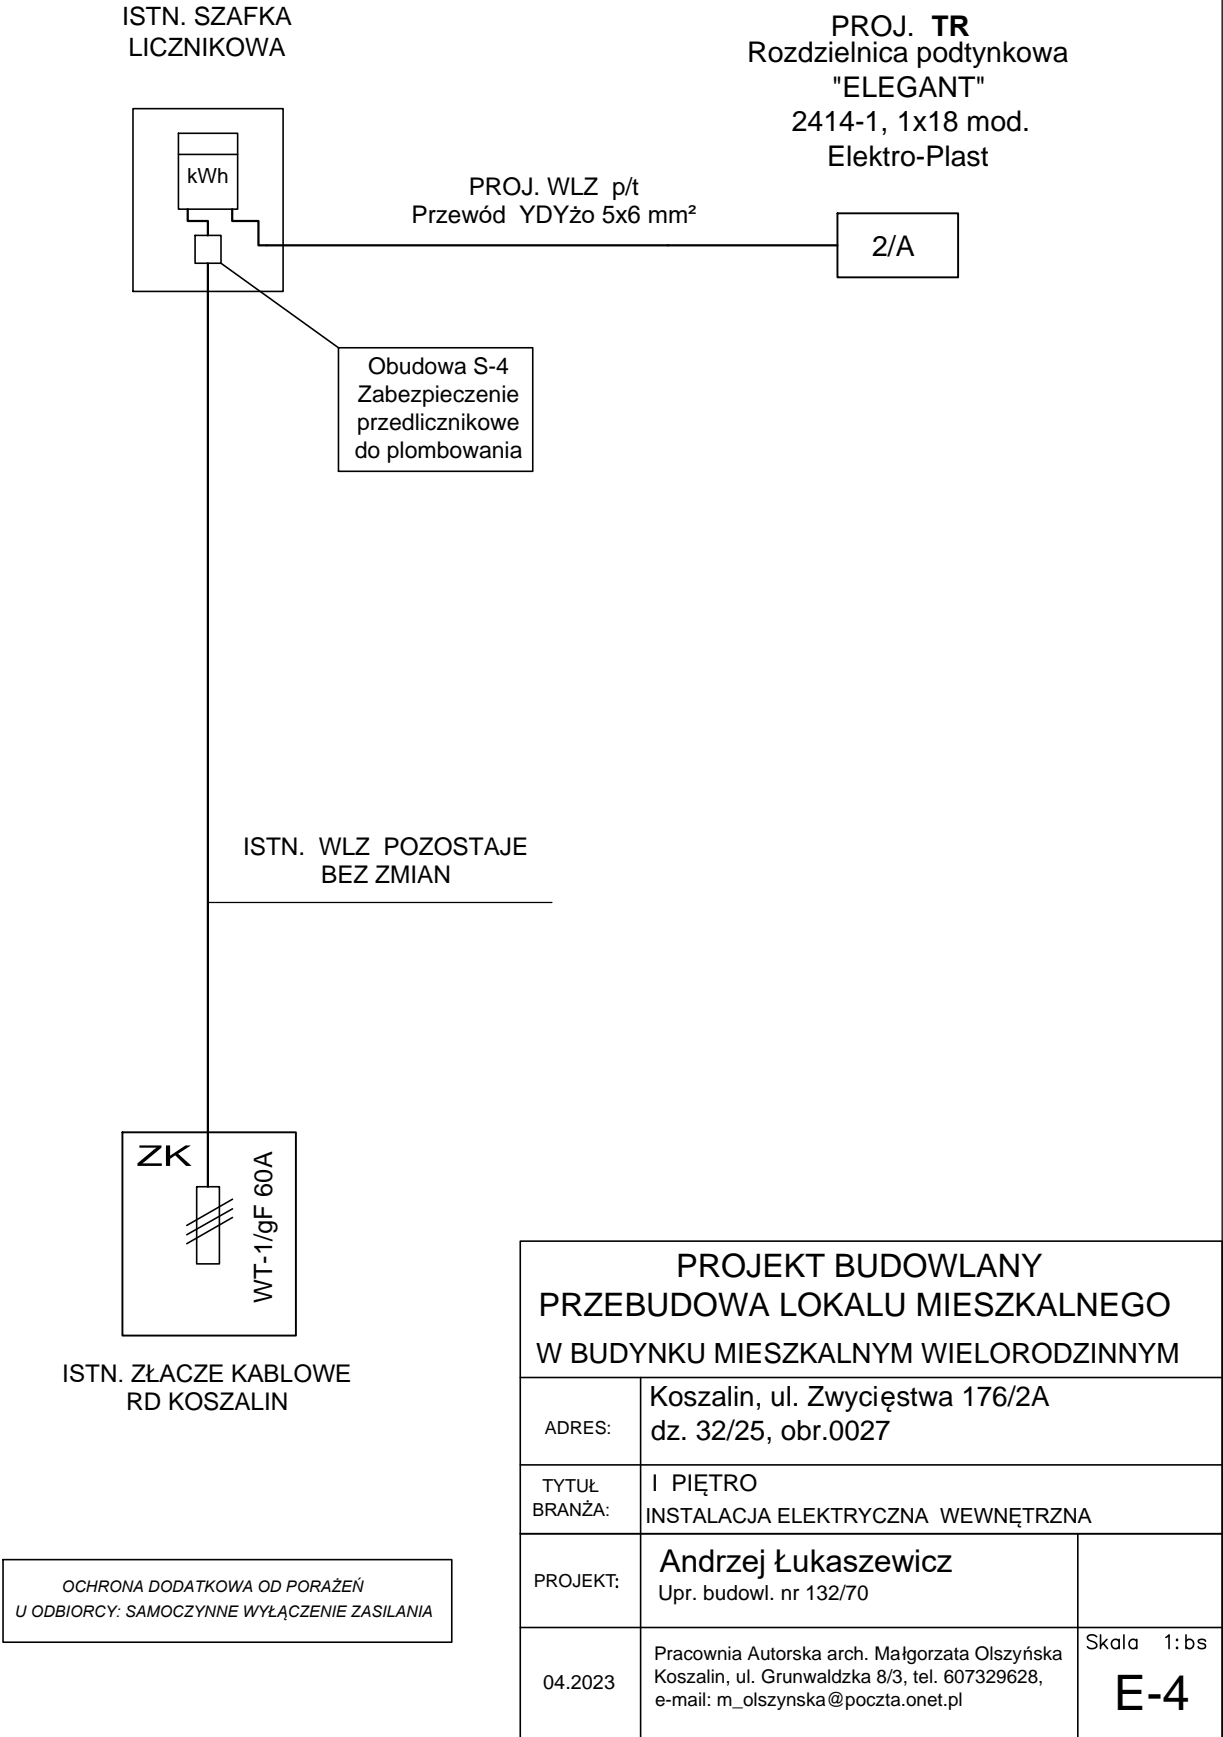 ISTN. SZAFKA
LICZNIKOWA
PROJ. TR
Rozdzielnica podtynkowa
"ELEGANT"
2414-1, 1x18 mod.
Elektro-Plast
kWh
PROJ. WLZ p/t
Przewód YDYżo 5x6 mm²
2/A
Obudowa S-4
Zabezpieczenie
przedlicznikowe
do plombowania
ISTN. WLZ POZOSTAJE
BEZ ZMIAN
ZK
WT-1/gF 60A
ISTN. ZŁACZE KABLOWE
RD KOSZALIN
OCHRONA DODATKOWA OD PORAŻEŃ
U ODBIORCY: SAMOCZYNNE WYŁĄCZENIE ZASILANIA
PROJEKT BUDOWLANY
PRZEBUDOWA LOKALU MIESZKALNEGO
W BUDYNKU MIESZKALNYM WIELORODZINNYM
ADRES:
Koszalin, ul. Zwycięstwa 176/2A
dz. 32/25, obr.0027
TYTUŁ
BRANŻA:
I PIĘTRO
INSTALACJA ELEKTRYCZNA WEWNĘTRZNA
PROJEKT:
Andrzej Łukaszewicz
Upr. budowl. nr 132/70
04.2023
Pracownia Autorska arch. Małgorzata Olszyńska
Koszalin, ul. Grunwaldzka 8/3, tel. 607329628,
e-mail: m_olszynska@poczta.onet.pl
Skala 1:bs
E-4